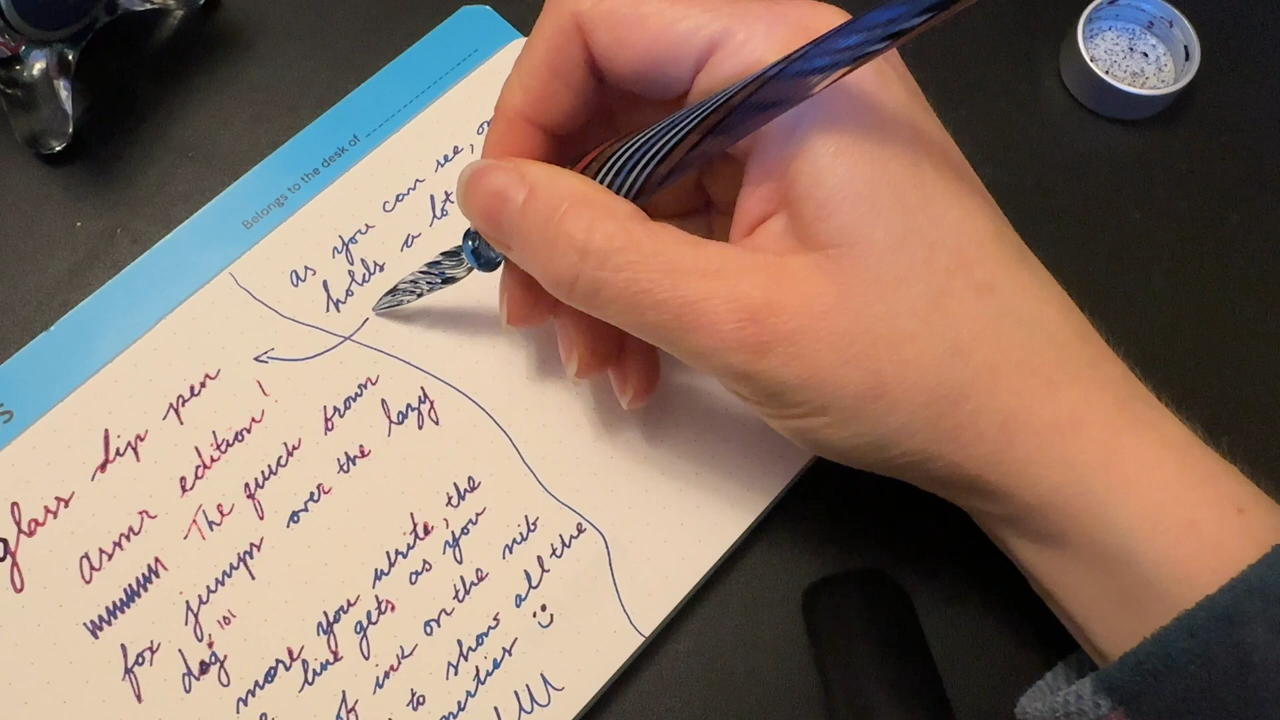 Belongs to the desk of
as you can see,
holds a lot
glass dip pen
asmr edition!
The quick brown
fox jumps over the lazy
dog 101
more you write, the
line gets as you
of ink on the nib
to show all the